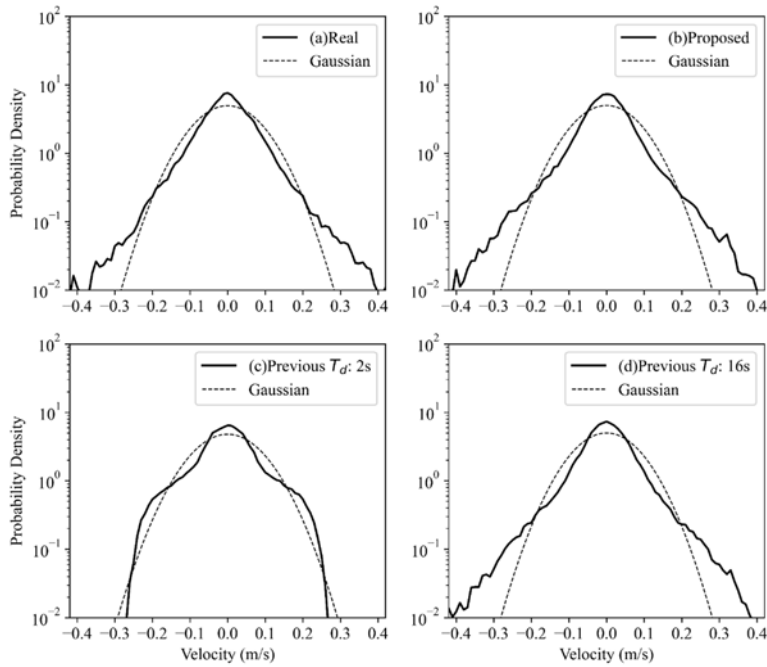 10² 10¹ 10⁰ 10⁻¹ 10⁻²
Probability Density
(a)Real
Gaussian
−0.4 −0.3 −0.2 −0.1 0.0 0.1 0.2 0.3 0.4
10² 10¹ 10⁰ 10⁻¹ 10⁻²
(b)Proposed
Gaussian
−0.4 −0.3 −0.2 −0.1 0.0 0.1 0.2 0.3 0.4
10² 10¹ 10⁰ 10⁻¹ 10⁻²
Probability Density
(c)Previous T_d: 2s
Gaussian
−0.4 −0.3 −0.2 −0.1 0.0 0.1 0.2 0.3 0.4
Velocity (m/s)
10² 10¹ 10⁰ 10⁻¹ 10⁻²
(d)Previous T_d: 16s
Gaussian
−0.4 −0.3 −0.2 −0.1 0.0 0.1 0.2 0.3 0.4
Velocity (m/s)